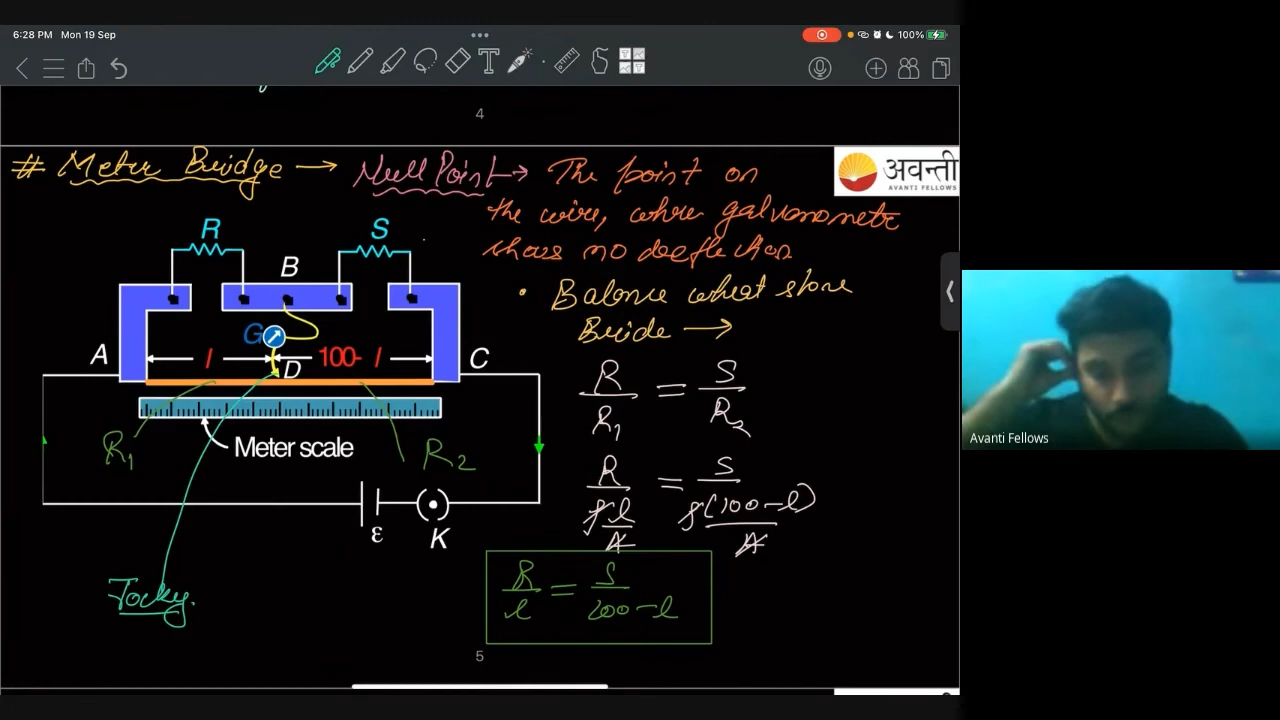 6:28 PM Mon 19 Sep
100%
4
# Meter Bridge → Null Point → The point on
the wire, where galvanometer
shows no deeflection
अवन्ती
AVANTI FELLOWS
R
S
B
• Balance wheat stone
Bride →
G
l
100- l
A
D
C
R/R₁ = S/R₂
R₁
Meter scale
R₂
R/(ρl/A) = S/(ρ(100-l)/A)
ε
K
Jocky.
R/l = S/100-l
5
Avanti Fellows